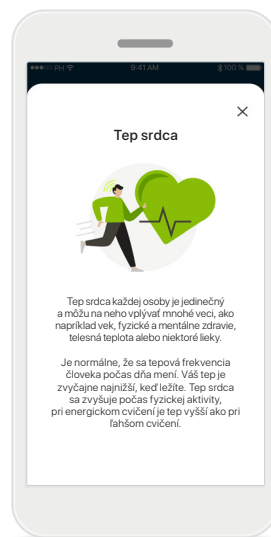 PH 9:41 AM 100 %
Tep srdca
Tep srdca každej osoby je jedinečný
a môžu na neho vplývať mnohé veci, ako
napríklad vek, fyzické a mentálne zdravie,
telesná teplota alebo niektoré lieky.
Je normálne, že sa tepová frekvencia
človeka počas dňa mení. Váš tep je
zvyčajne najnižší, keď ležíte. Tep srdca
sa zvyšuje počas fyzickej aktivity,
pri energickom cvičení je tep vyšší ako pri
ľahšom cvičení.